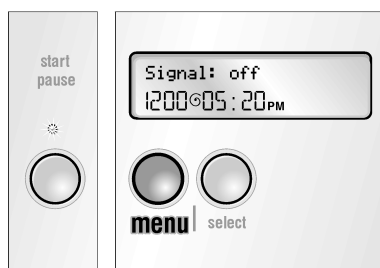 start
pause
Signal: off
1200 05:20PM
menu
select